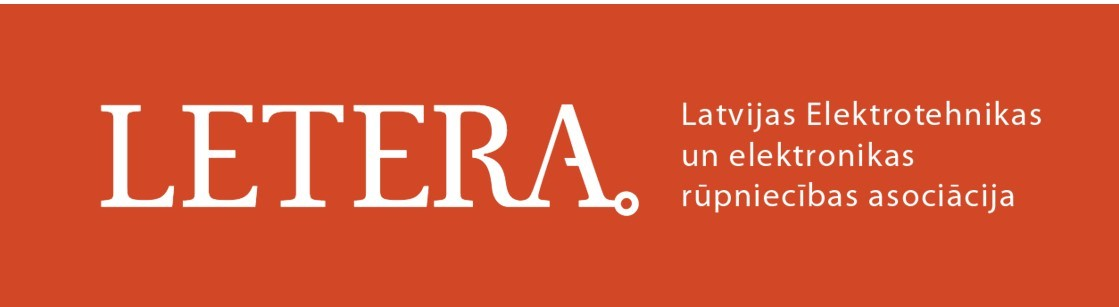 LETERA
Latvijas Elektrotehnikas
un elektronikas
rūpniecības asociācija